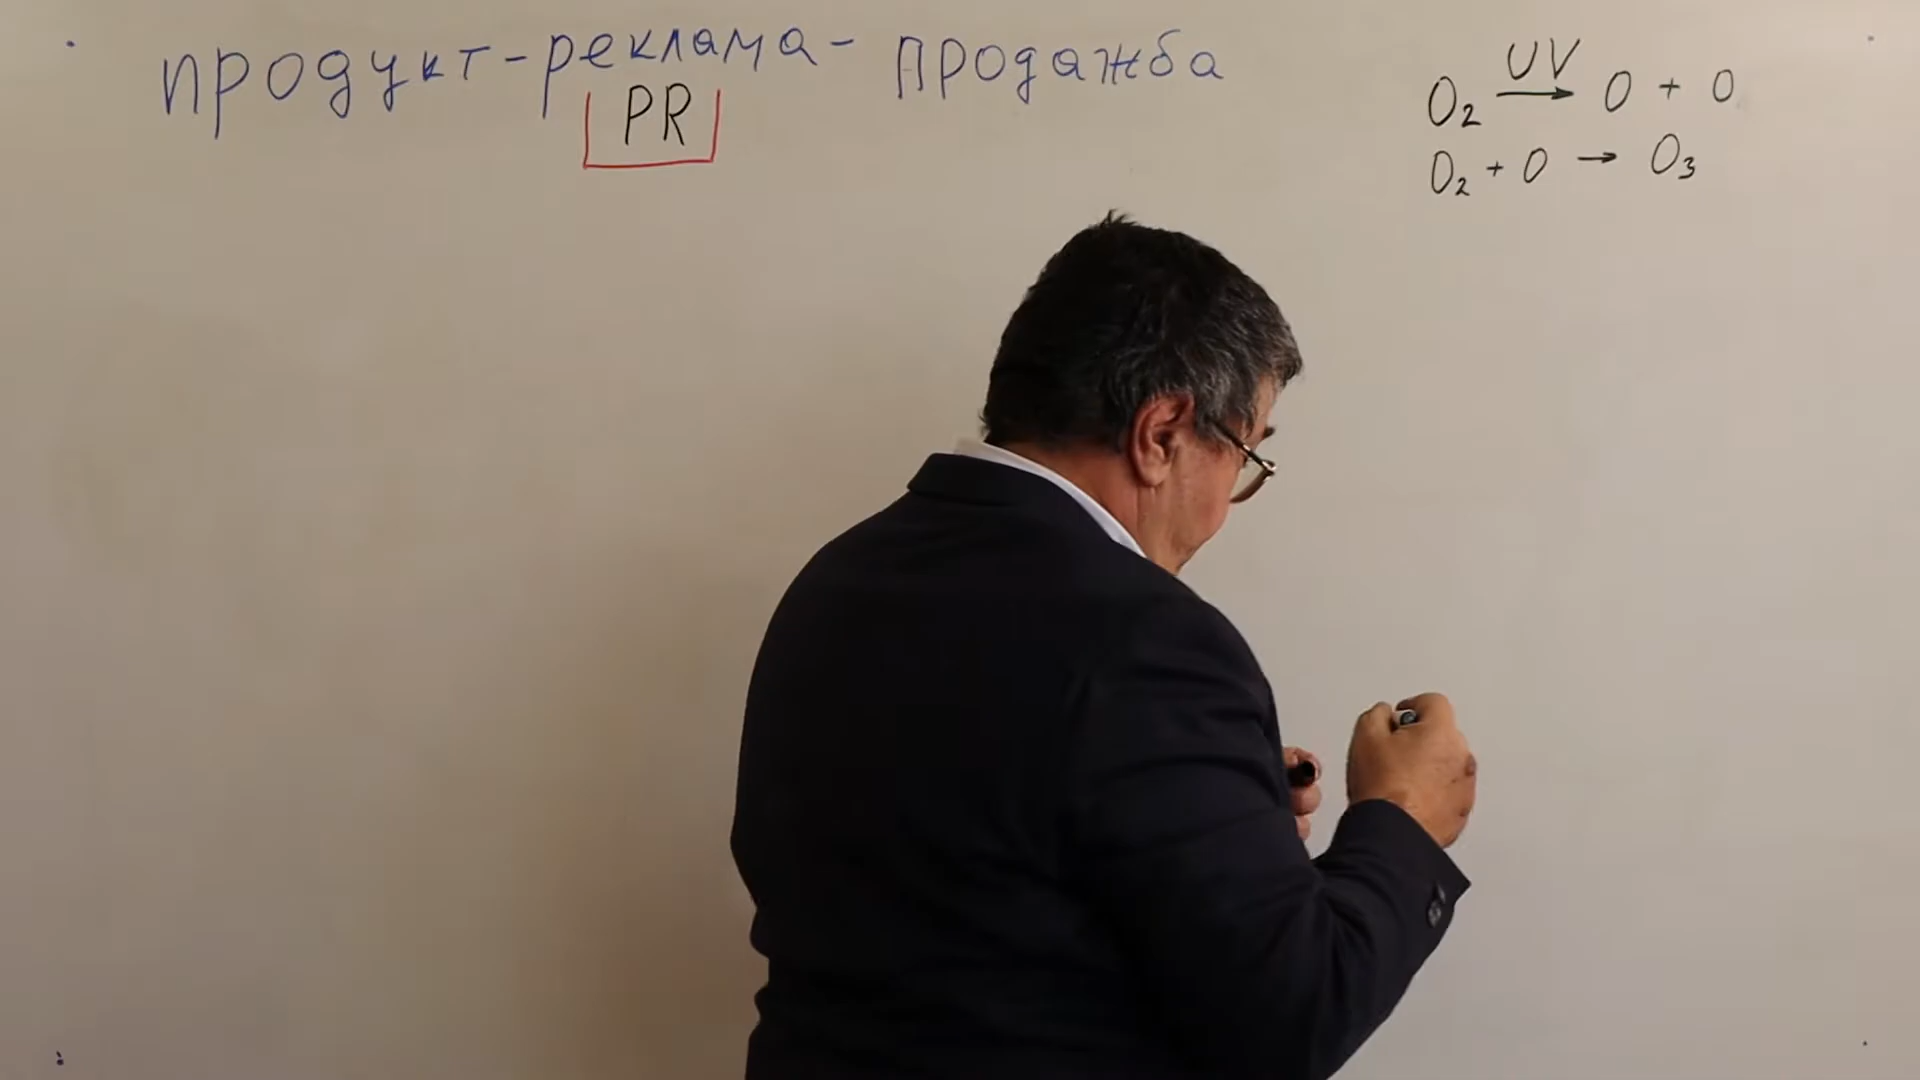 продукт-реклама- продажба
PR
O₂ UV→ O + O
O₂ + O → O₃